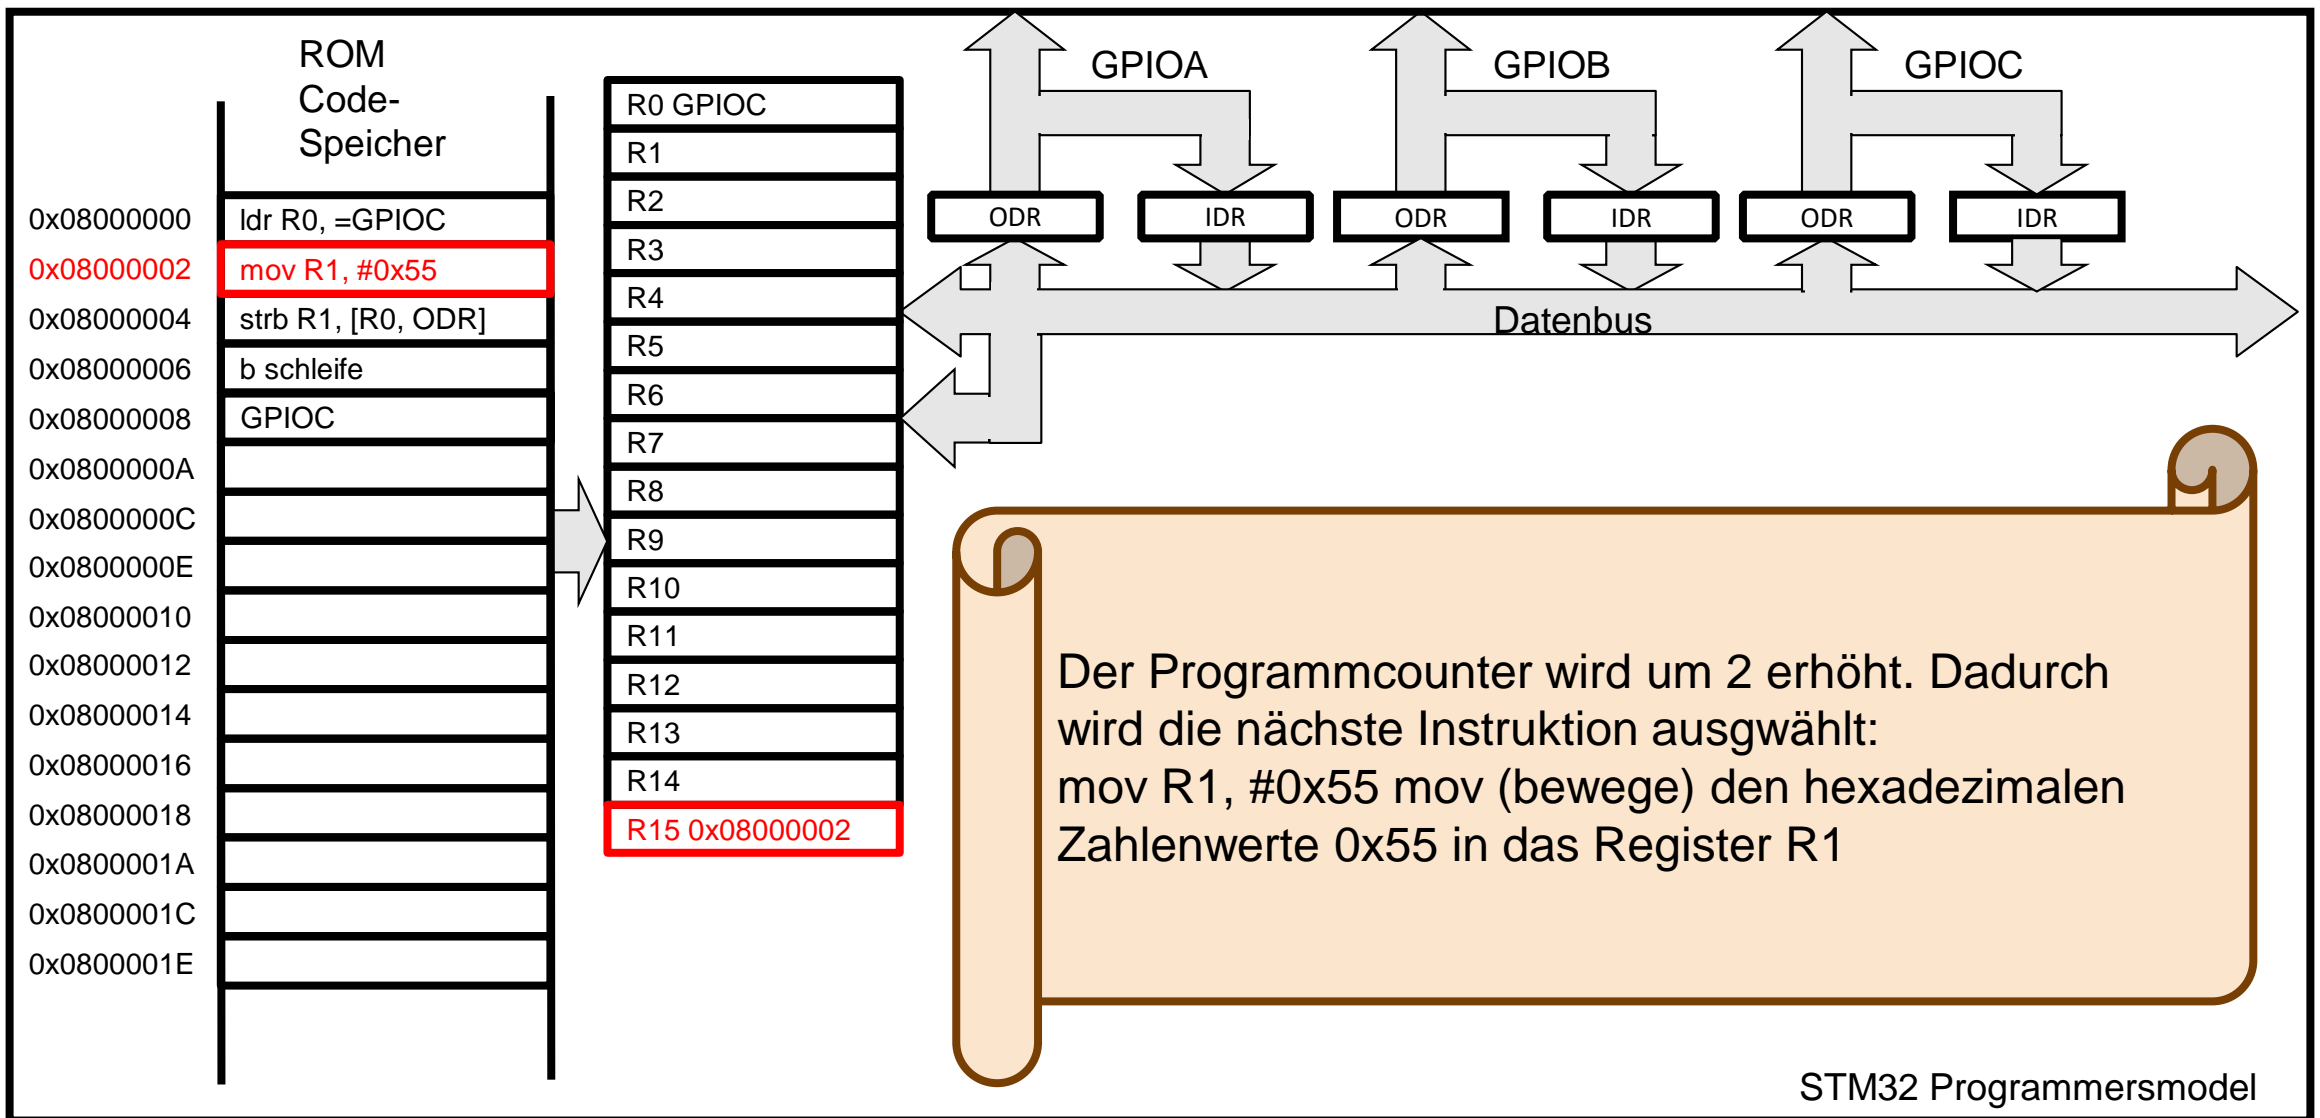 ROM
Code-
Speicher
0x08000000 ldr R0, =GPIOC
0x08000002 mov R1, #0x55
0x08000004 strb R1, [R0, ODR]
0x08000006 b schleife
0x08000008 GPIOC
0x0800000A
0x0800000C
0x0800000E
0x08000010
0x08000012
0x08000014
0x08000016
0x08000018
0x0800001A
0x0800001C
0x0800001E
R0 GPIOC
R1
R2
R3
R4
R5
R6
R7
R8
R9
R10
R11
R12
R13
R14
R15 0x08000002
GPIOA GPIOB GPIOC
ODR IDR ODR IDR ODR IDR
Datenbus
Der Programmcounter wird um 2 erhöht. Dadurch
wird die nächste Instruktion ausgwählt:
mov R1, #0x55 mov (bewege) den hexadezimalen
Zahlenwerte 0x55 in das Register R1
STM32 Programmersmodel